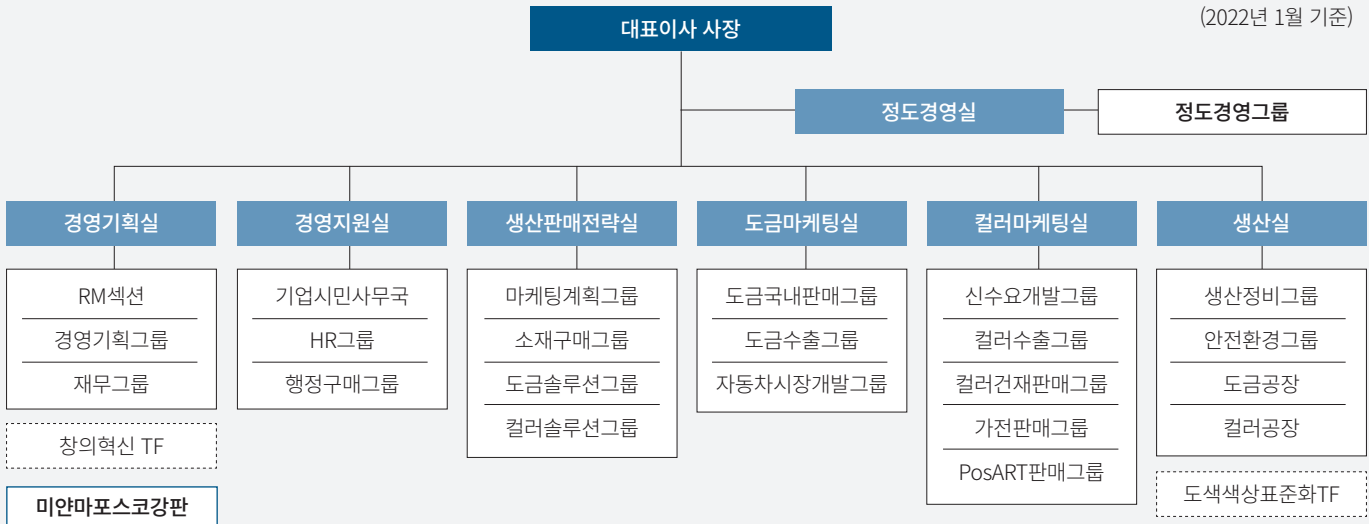 (2022년 1월 기준)
대표이사 사장
정도경영실
정도경영그룹
경영기획실
RM섹션
경영기획그룹
재무그룹
창의혁신 TF
미얀마포스코강판
경영지원실
기업시민사무국
HR그룹
행정구매그룹
생산판매전략실
마케팅계획그룹
소재구매그룹
도금솔루션그룹
컬러솔루션그룹
도금마케팅실
도금국내판매그룹
도금수출그룹
자동차시장개발그룹
컬러마케팅실
신수요개발그룹
컬러수출그룹
컬러건재판매그룹
가전판매그룹
PosART판매그룹
생산실
생산정비그룹
안전환경그룹
도금공장
컬러공장
도색색상표준화TF